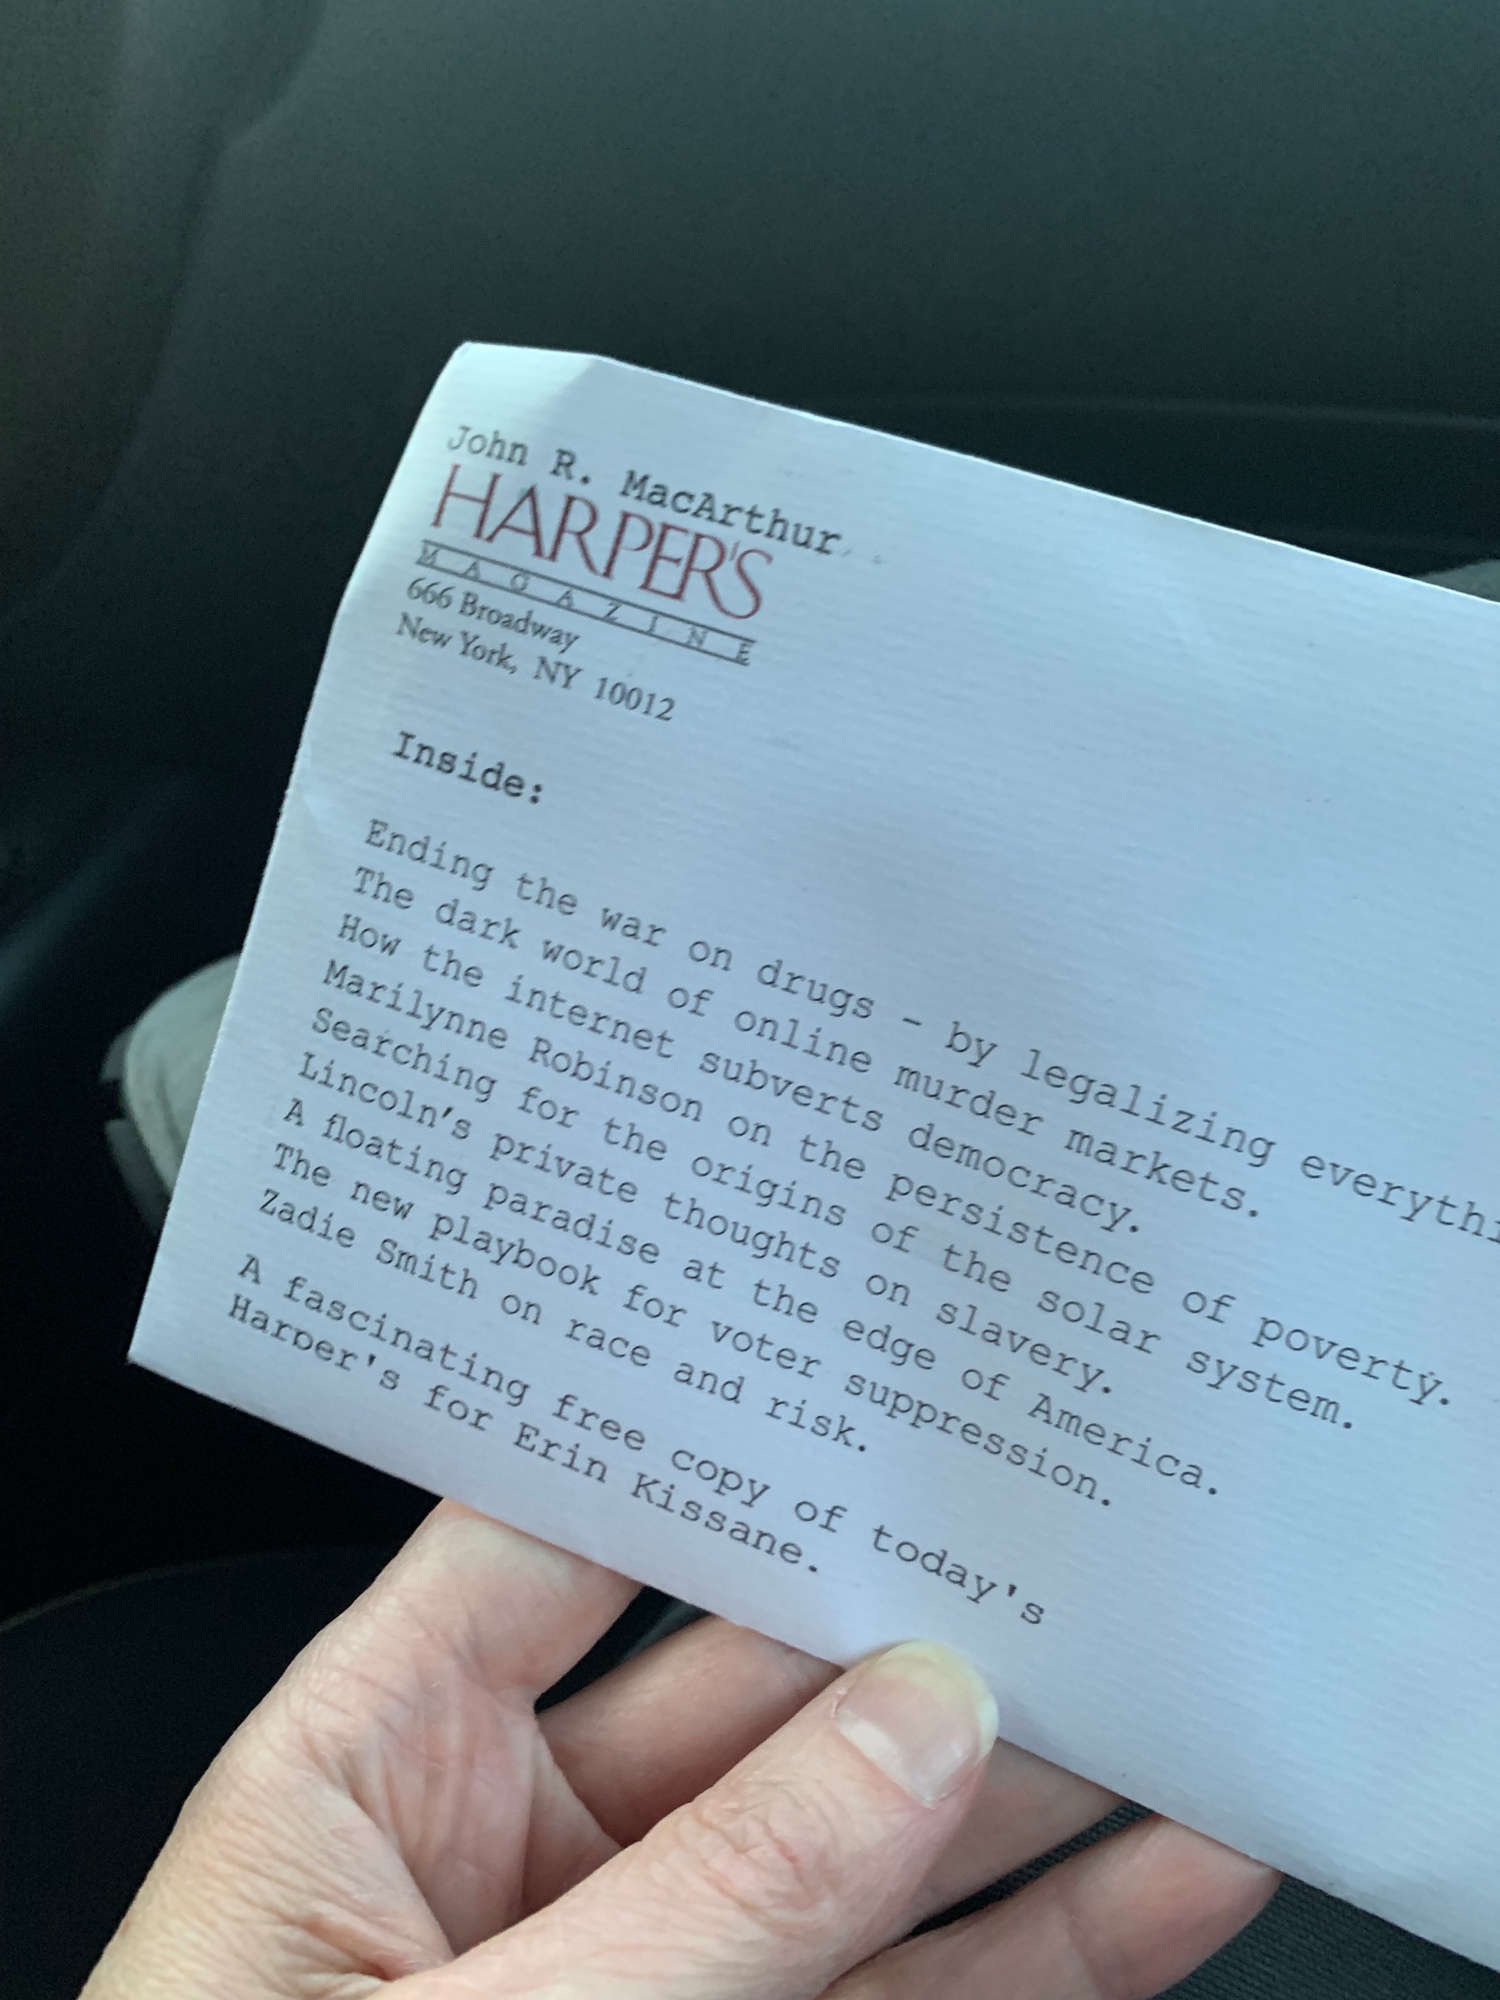 John R. MacArthur
HARPER'S
MAGAZINE
666 Broadway
New York, NY 10012
Inside:
Ending the war on drugs - by legalizing everythi
The dark world of online murder markets.
How the internet subverts democracy.
Marilynne Robinson on the persistence of poverty.
Searching for the origins of the solar system.
Lincoln's private thoughts on slavery.
A floating paradise at the edge of America.
The new playbook for voter suppression.
Zadie Smith on race and risk.
A fascinating free copy of today's
Harper's for Erin Kissane.